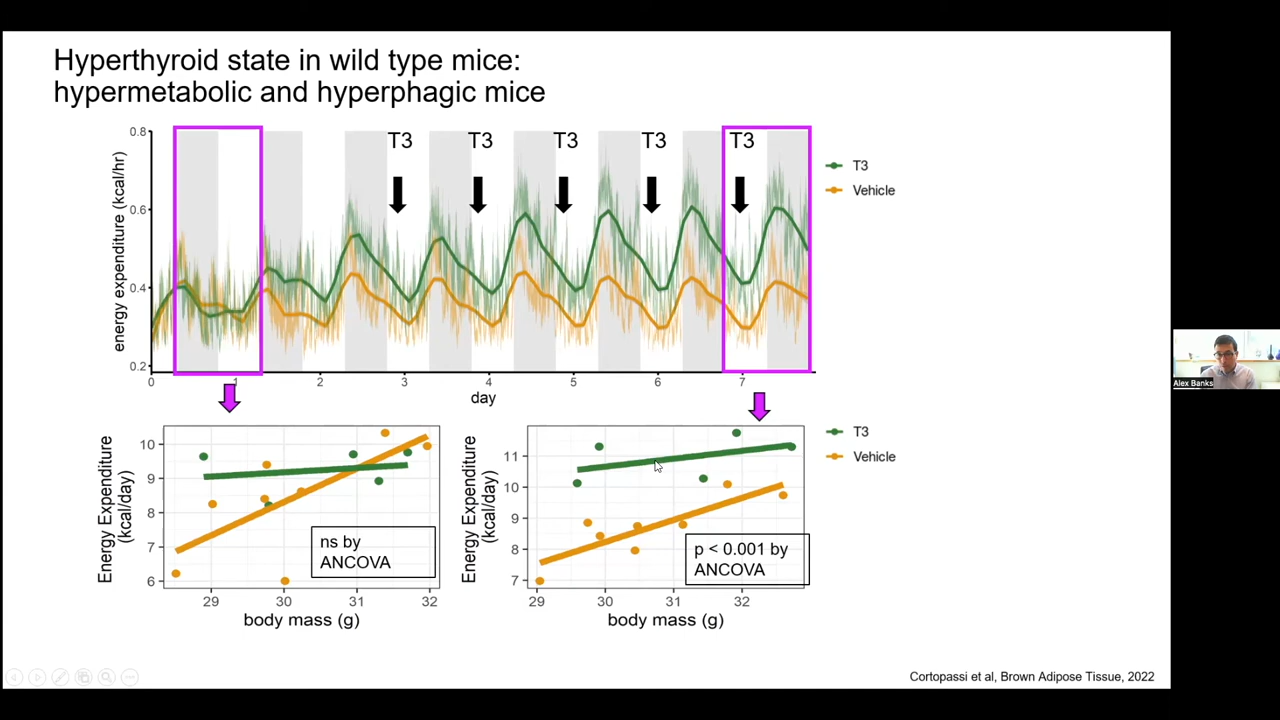 Hyperthyroid state in wild type mice:
hypermetabolic and hyperphagic mice
T3 T3 T3 T3 T3
energy expenditure (kcal/hr)
0.8
0.6
0.4
0.2
0 1 2 3 4 5 6 7
day
T3
Vehicle
Energy Expenditure
(kcal/day)
10
9
8
7
6
29 30 31 32
body mass (g)
ns by
ANCOVA
Energy Expenditure
(kcal/day)
11
10
9
8
7
29 30 31 32
body mass (g)
p < 0.001 by
ANCOVA
T3
Vehicle
Alex Banks
Cortopassi et al, Brown Adipose Tissue, 2022